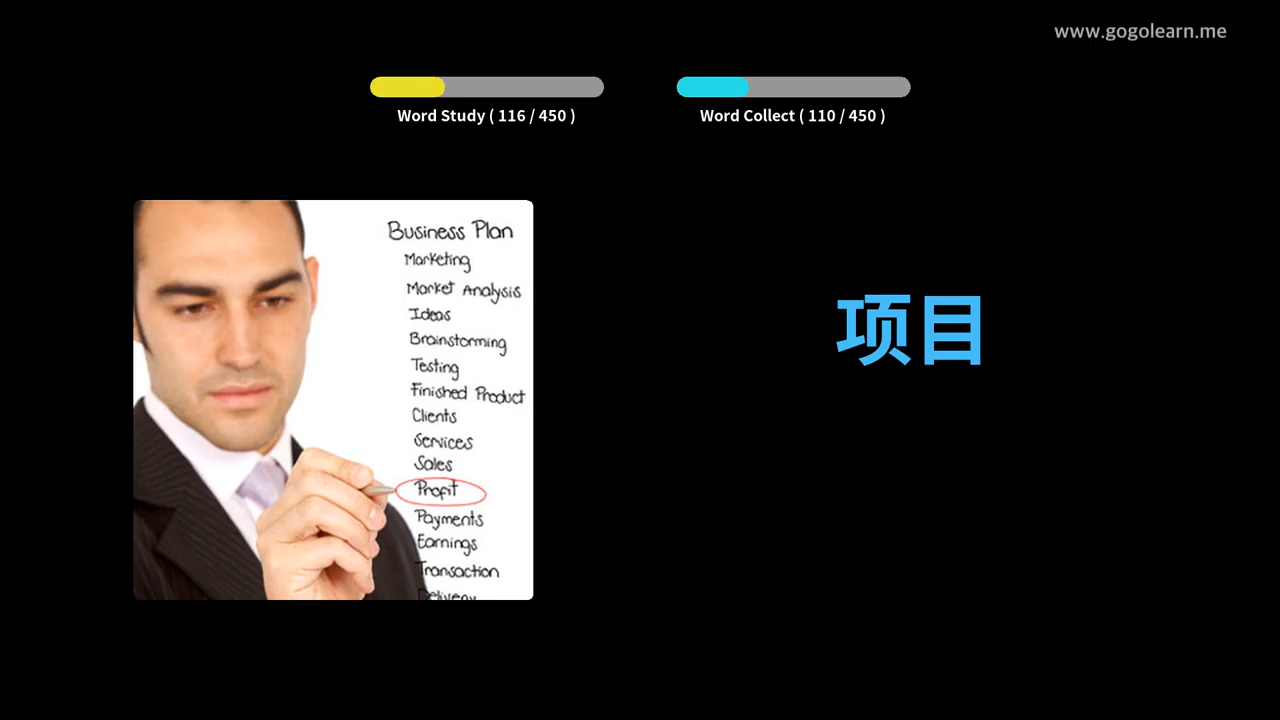 www.gogolearn.me
Word Study ( 116 / 450 )
Word Collect ( 110 / 450 )
Business Plan
Marketing
Market Analysis
Ideas
Brainstorming
Testing
Finished Product
Clients
Services
Sales
Profit
Payments
Earnings
Transaction
Delivery
项目